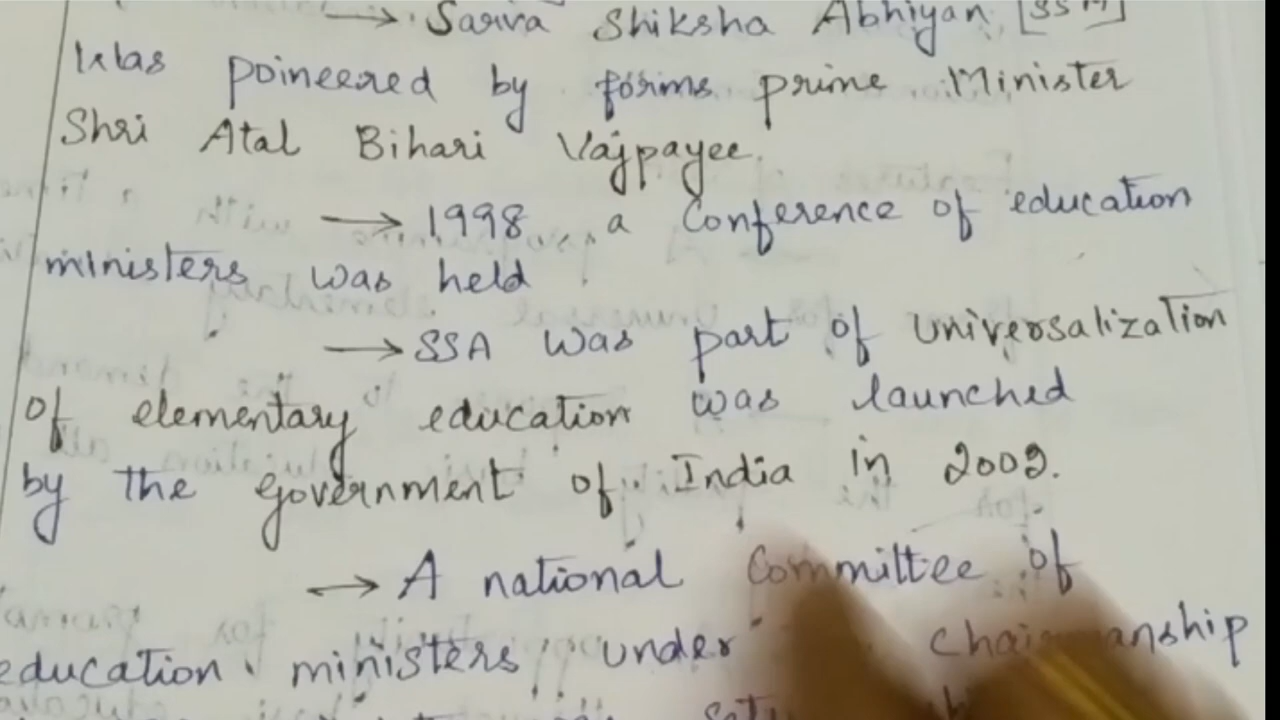 → Sarva Shiksha Abhiyan [SSA]
Was poineered by forms prime Minister
Shri Atal Bihari Vajpayee.
→ 1998, a Conference of education
ministers was held
→ SSA was part of Universalization
of elementary education was launched
by the government of India in 2002.
→ A national Committee of
education ministers under Chairmanship